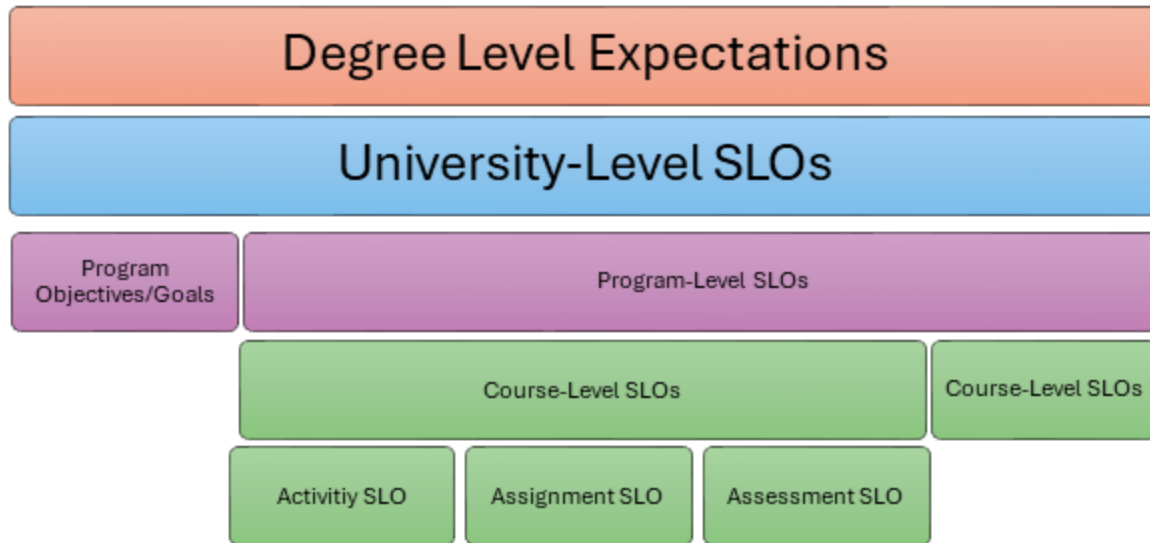 Degree Level Expectations
University-Level SLOs
Program
Objectives/Goals
Program-Level SLOs
Course-Level SLOs
Course-Level SLOs
Activitiy SLO
Assignment SLO
Assessment SLO